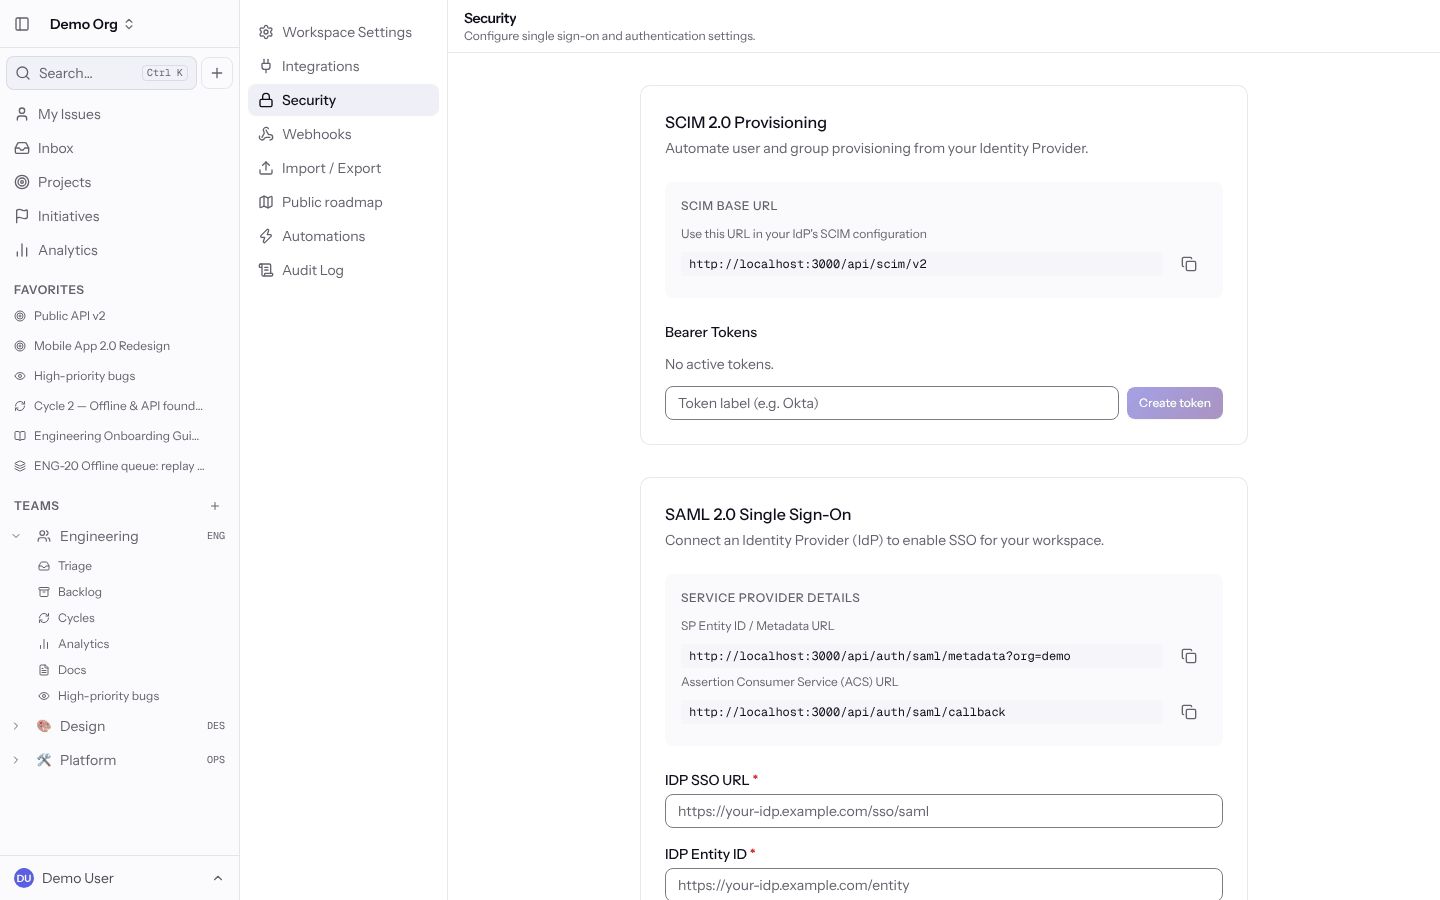 Demo Org
Search...
Ctrl K
My Issues
Inbox
Projects
Initiatives
Analytics
FAVORITES
Public API v2
Mobile App 2.0 Redesign
High-priority bugs
Cycle 2 — Offline & API found...
Engineering Onboarding Gui...
ENG-20 Offline queue: replay ...
TEAMS
Engineering ENG
Triage
Backlog
Cycles
Analytics
Docs
High-priority bugs
Design DES
Platform OPS
DU Demo User
Workspace Settings
Integrations
Security
Webhooks
Import / Export
Public roadmap
Automations
Audit Log
Security
Configure single sign-on and authentication settings.
SCIM 2.0 Provisioning
Automate user and group provisioning from your Identity Provider.
SCIM BASE URL
Use this URL in your IdP's SCIM configuration
http://localhost:3000/api/scim/v2
Bearer Tokens
No active tokens.
Token label (e.g. Okta)
Create token
SAML 2.0 Single Sign-On
Connect an Identity Provider (IdP) to enable SSO for your workspace.
SERVICE PROVIDER DETAILS
SP Entity ID / Metadata URL
http://localhost:3000/api/auth/saml/metadata?org=demo
Assertion Consumer Service (ACS) URL
http://localhost:3000/api/auth/saml/callback
IDP SSO URL *
https://your-idp.example.com/sso/saml
IDP Entity ID *
https://your-idp.example.com/entity